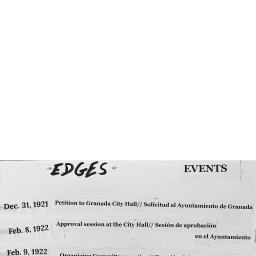 -EDGES- EVENTS
Dec. 31, 1921 Petition to Granada City Hall// Solicitud al Ayuntamiento de Granada
Feb. 8, 1922 Approval session at the City Hall// Sesión de aprobación
en el Ayuntamiento
Feb. 9, 1922